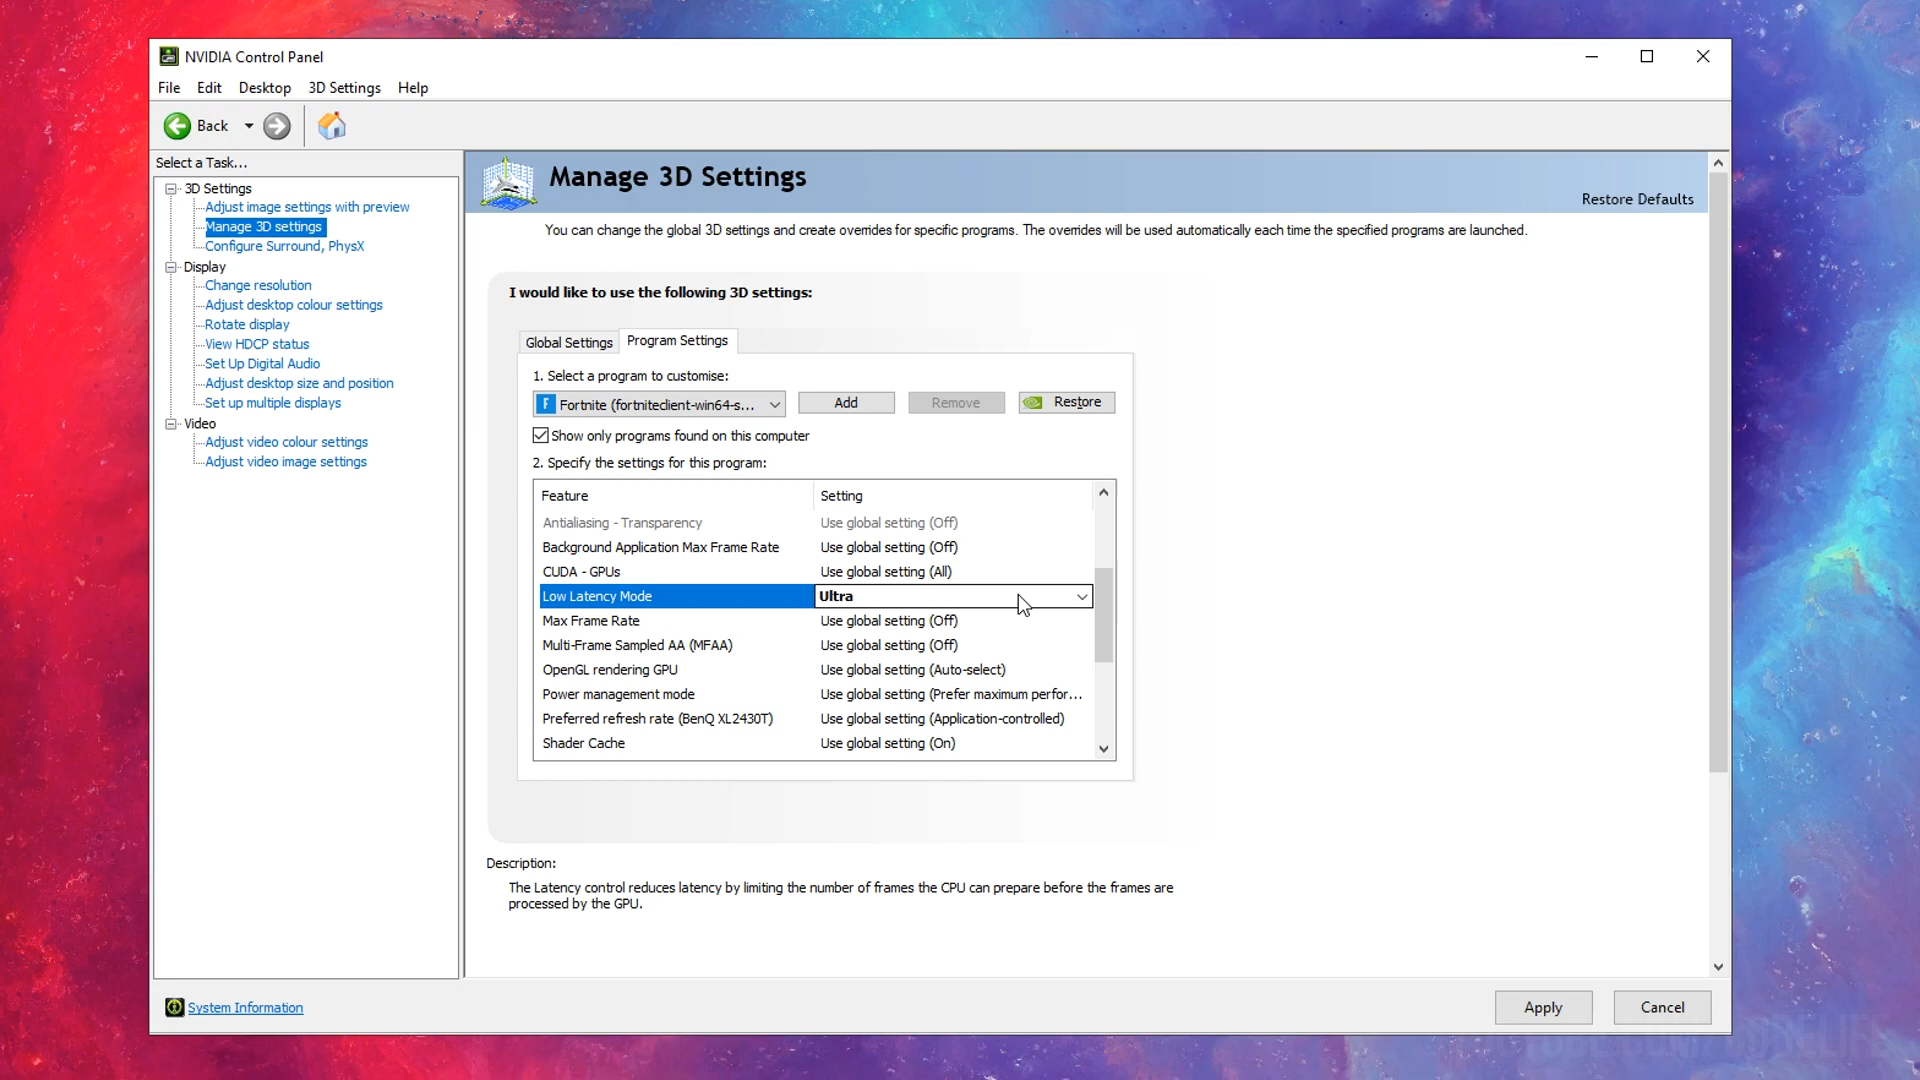 NVIDIA Control Panel
File Edit Desktop 3D Settings Help
Back
Select a Task...
3D Settings
Adjust image settings with preview
Manage 3D settings
Configure Surround, PhysX
Display
Change resolution
Adjust desktop colour settings
Rotate display
View HDCP status
Set Up Digital Audio
Adjust desktop size and position
Set up multiple displays
Video
Adjust video colour settings
Adjust video image settings
System Information
Manage 3D Settings
Restore Defaults
You can change the global 3D settings and create overrides for specific programs. The overrides will be used automatically each time the specified programs are launched.
I would like to use the following 3D settings:
Global Settings Program Settings
1. Select a program to customise:
F Fortnite (fortniteclient-win64-s... Add Remove Restore
Show only programs found on this computer
2. Specify the settings for this program:
Feature Setting
Antialiasing - Transparency Use global setting (Off)
Background Application Max Frame Rate Use global setting (Off)
CUDA - GPUs Use global setting (All)
Low Latency Mode Ultra
Max Frame Rate Use global setting (Off)
Multi-Frame Sampled AA (MFAA) Use global setting (Off)
OpenGL rendering GPU Use global setting (Auto-select)
Power management mode Use global setting (Prefer maximum perfor...
Preferred refresh rate (BenQ XL2430T) Use global setting (Application-controlled)
Shader Cache Use global setting (On)
Description:
The Latency control reduces latency by limiting the number of frames the CPU can prepare before the frames are
processed by the GPU.
Apply Cancel